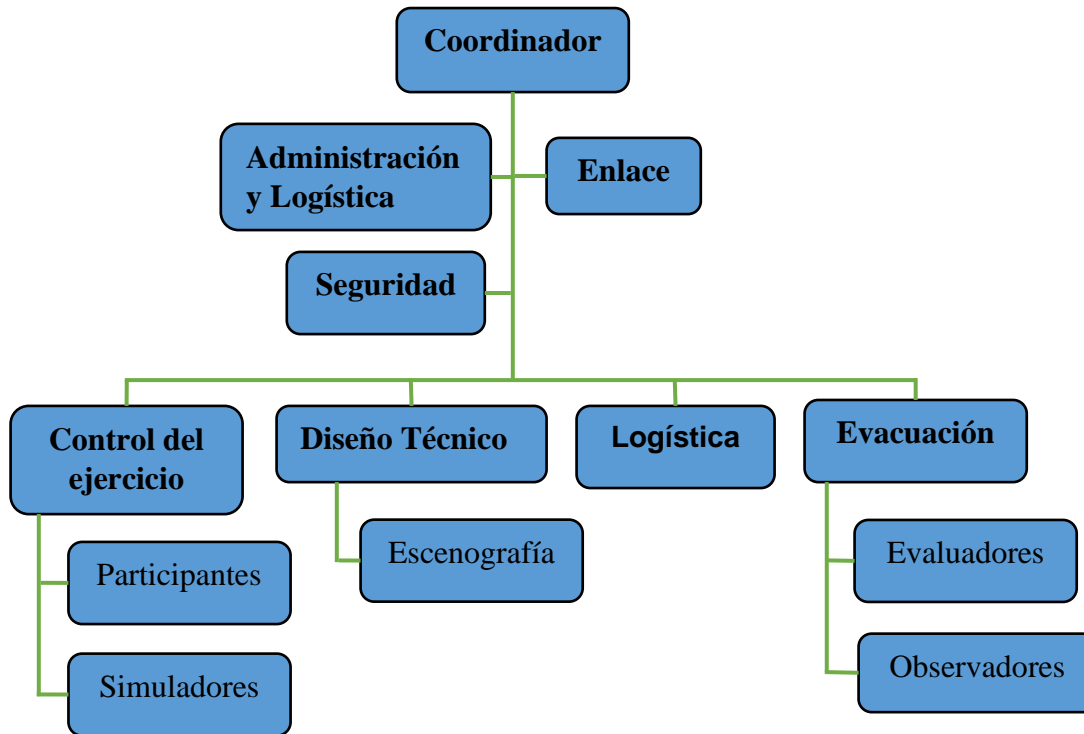 Coordinador
Administración
y Logística
Enlace
Seguridad
Control del
ejercicio
Diseño Técnico
Logística
Evacuación
Participantes
Escenografía
Evaluadores
Simuladores
Observadores